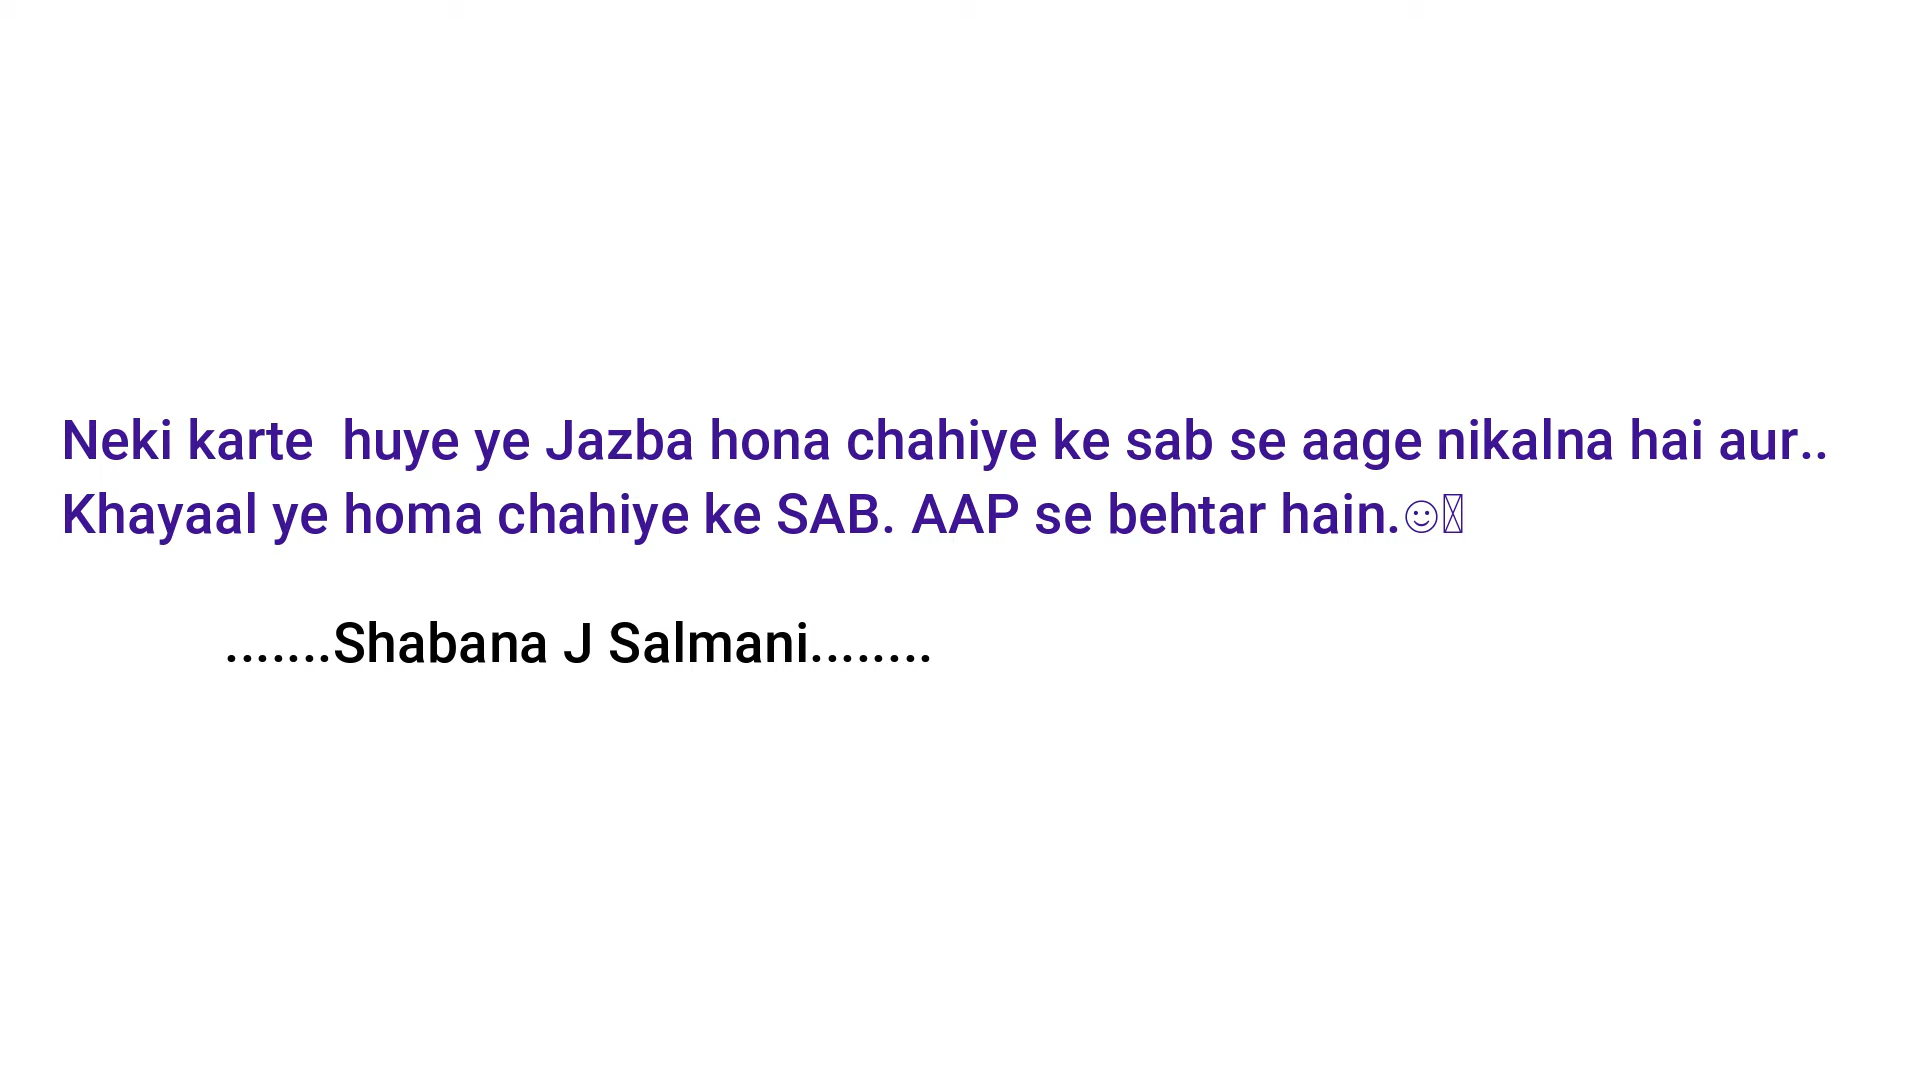 Neki karte  huye ye Jazba hona chahiye ke sab se aage nikalna hai aur..
Khayaal ye homa chahiye ke SAB. AAP se behtar hain.☺
.......Shabana J Salmani........